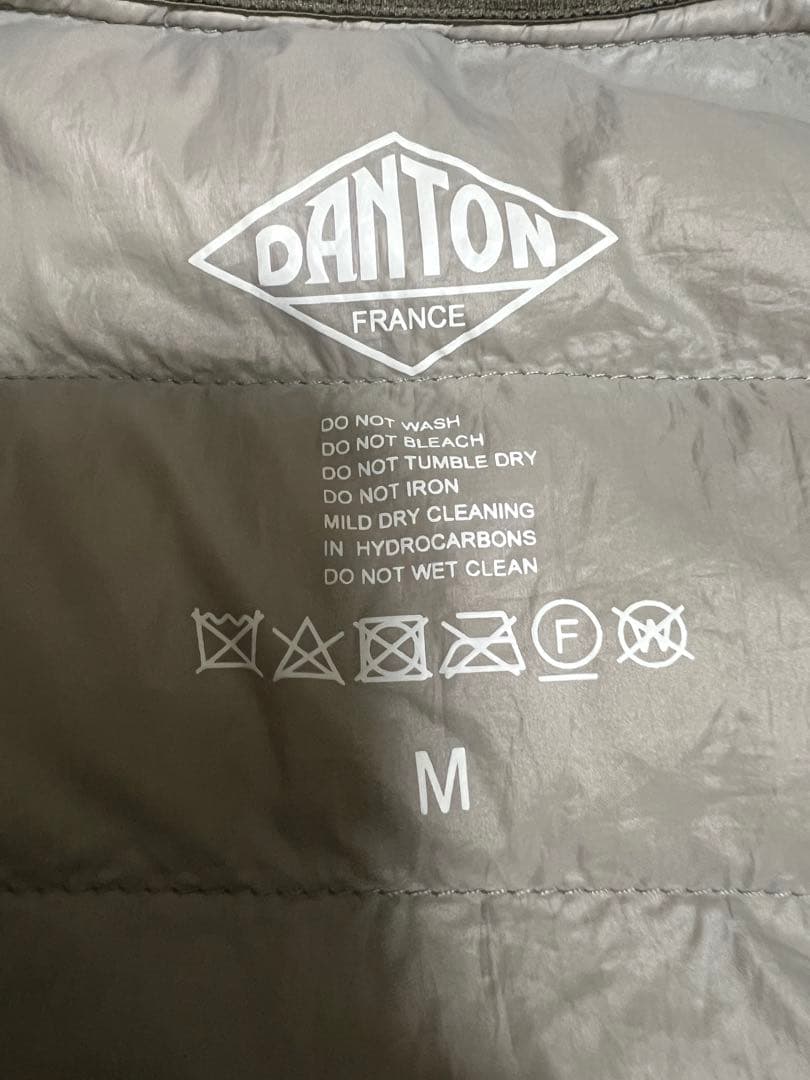 DANTON
FRANCE
DO NOT WASH
DO NOT BLEACH
DO NOT TUMBLE DRY
DO NOT IRON
MILD DRY CLEANING
IN HYDROCARBONS
DO NOT WET CLEAN
F W
M